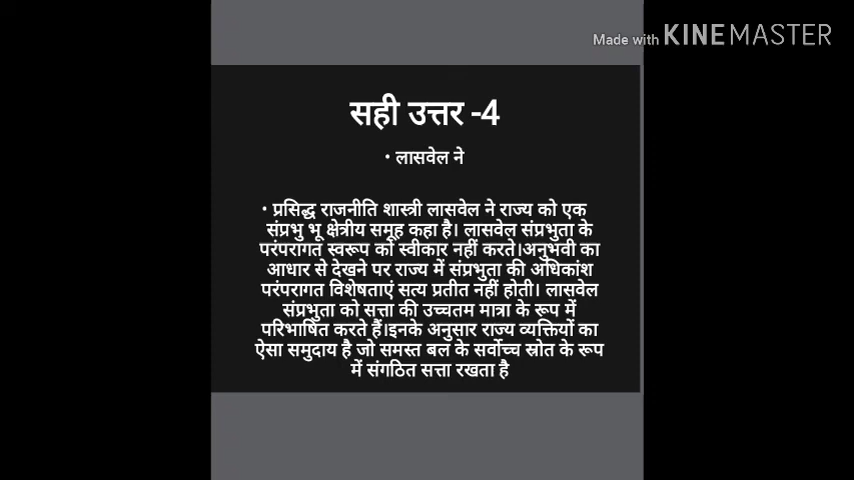 Made with KINEMASTER
सही उत्तर -4
• लासवेल ने
• प्रसिद्ध राजनीति शास्त्री लासवेल ने राज्य को एक
संप्रभु भू क्षेत्रीय समूह कहा है। लासवेल संप्रभुता के
परंपरागत स्वरूप को स्वीकार नहीं करते।अनुभवी का
आधार से देखने पर राज्य में संप्रभुता की अधिकांश
परंपरागत विशेषताएं सत्य प्रतीत नहीं होती। लासवेल
संप्रभुता को सत्ता की उच्चतम मात्रा के रूप में
परिभाषित करते हैं।इनके अनुसार राज्य व्यक्तियों का
ऐसा समुदाय है जो समस्त बल के सर्वोच्च स्रोत के रूप
में संगठित सत्ता रखता है